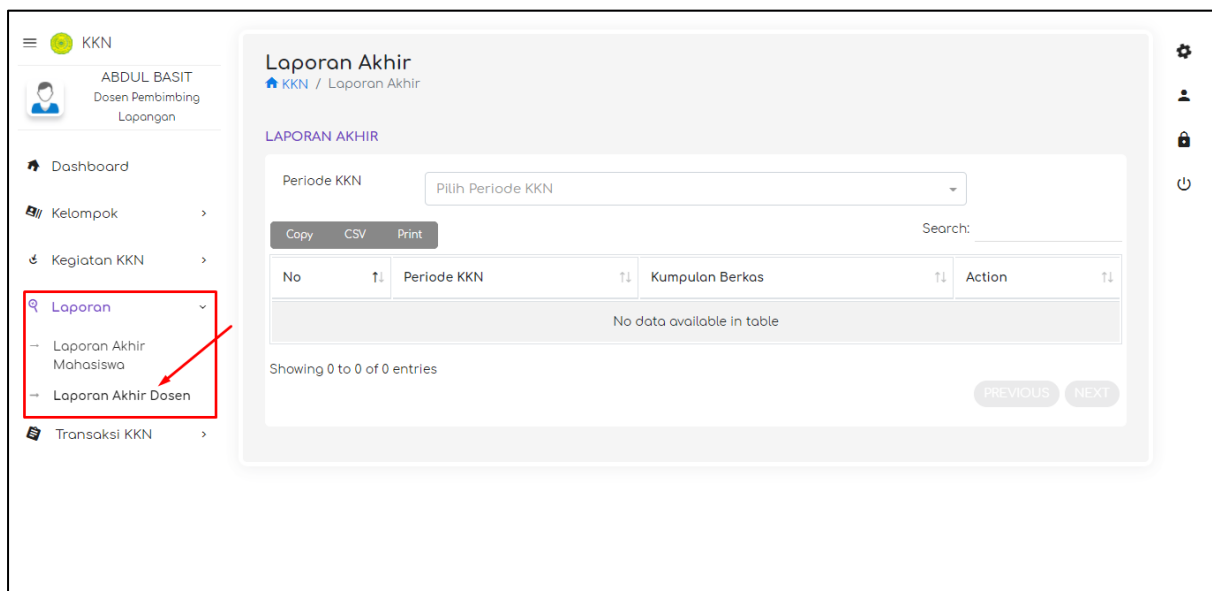 KKN
ABDUL BASIT
Dosen Pembimbing
Lapangan
Dashboard
Kelompok
Kegiatan KKN
Laporan
Laporan Akhir
Mahasiswa
Laporan Akhir Dosen
Transaksi KKN
Laporan Akhir
KKN / Laporan Akhir
LAPORAN AKHIR
Periode KKN
Pilih Periode KKN
Copy CSV Print
Search:
No Periode KKN Kumpulan Berkas Action
No data available in table
Showing 0 to 0 of 0 entries
PREVIOUS NEXT